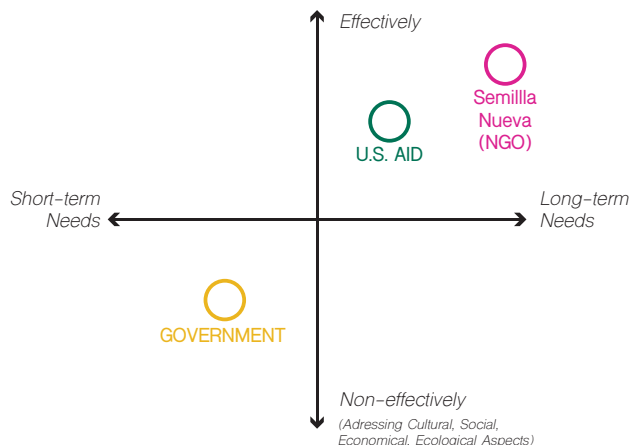 Effectively
Semillla
Nueva
(NGO)
U.S. AID
Short-term
Needs
Long-term
Needs
GOVERNMENT
Non-effectively
(Adressing Cultural, Social,
Economical, Ecological Aspects)